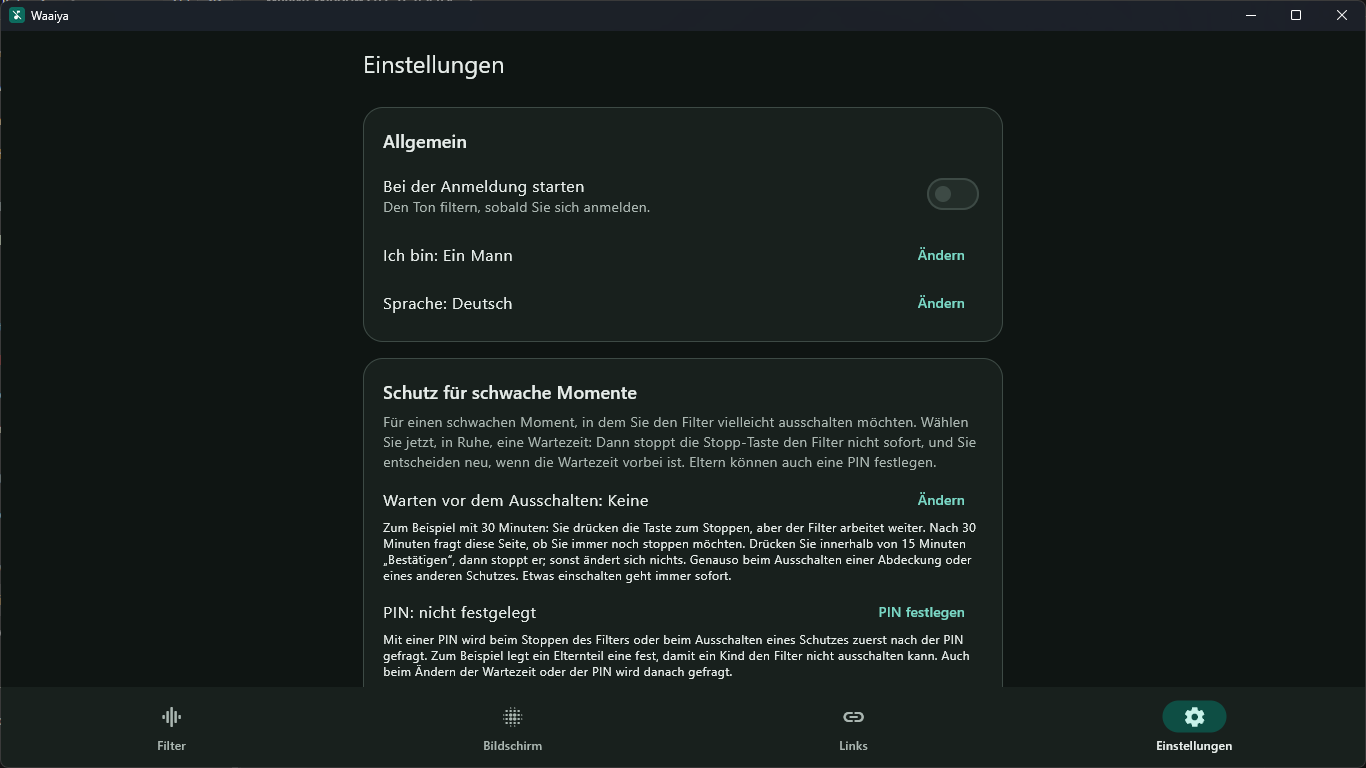 Waaiya
Einstellungen
Allgemein
Bei der Anmeldung starten
Den Ton filtern, sobald Sie sich anmelden.
Ich bin: Ein Mann
Ändern
Sprache: Deutsch
Ändern
Schutz für schwache Momente
Für einen schwachen Moment, in dem Sie den Filter vielleicht ausschalten möchten. Wählen
Sie jetzt, in Ruhe, eine Wartezeit: Dann stoppt die Stopp-Taste den Filter nicht sofort, und Sie
entscheiden neu, wenn die Wartezeit vorbei ist. Eltern können auch eine PIN festlegen.
Warten vor dem Ausschalten: Keine
Ändern
Zum Beispiel mit 30 Minuten: Sie drücken die Taste zum Stoppen, aber der Filter arbeitet weiter. Nach 30
Minuten fragt diese Seite, ob Sie immer noch stoppen möchten. Drücken Sie innerhalb von 15 Minuten
„Bestätigen“, dann stoppt er; sonst ändert sich nichts. Genauso beim Ausschalten einer Abdeckung oder
eines anderen Schutzes. Etwas einschalten geht immer sofort.
PIN: nicht festgelegt
PIN festlegen
Mit einer PIN wird beim Stoppen des Filters oder beim Ausschalten eines Schutzes zuerst nach der PIN
gefragt. Zum Beispiel legt ein Elternteil eine fest, damit ein Kind den Filter nicht ausschalten kann. Auch
beim Ändern der Wartezeit oder der PIN wird danach gefragt.
Filter
Bildschirm
Links
Einstellungen